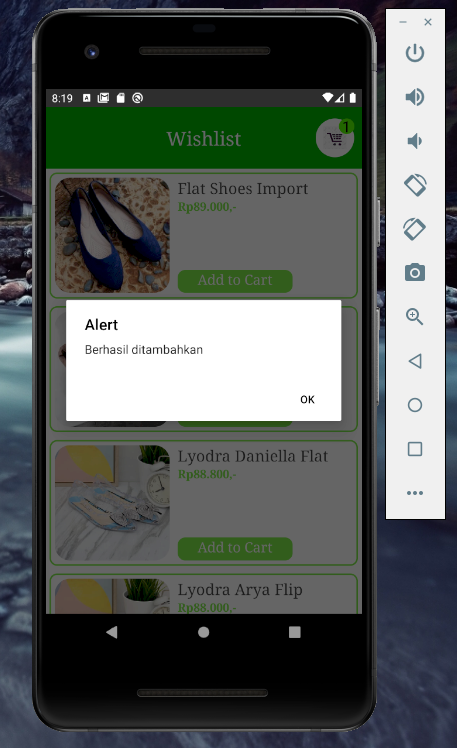 8:19
Wishlist
1
Flat Shoes Import
Rp89.000,-
Add to Cart
Alert
Berhasil ditambahkan
OK
Lyodra Daniella Flat
Rp88.800,-
Add to Cart
Lyodra Arya Flip
Rp88.000,-